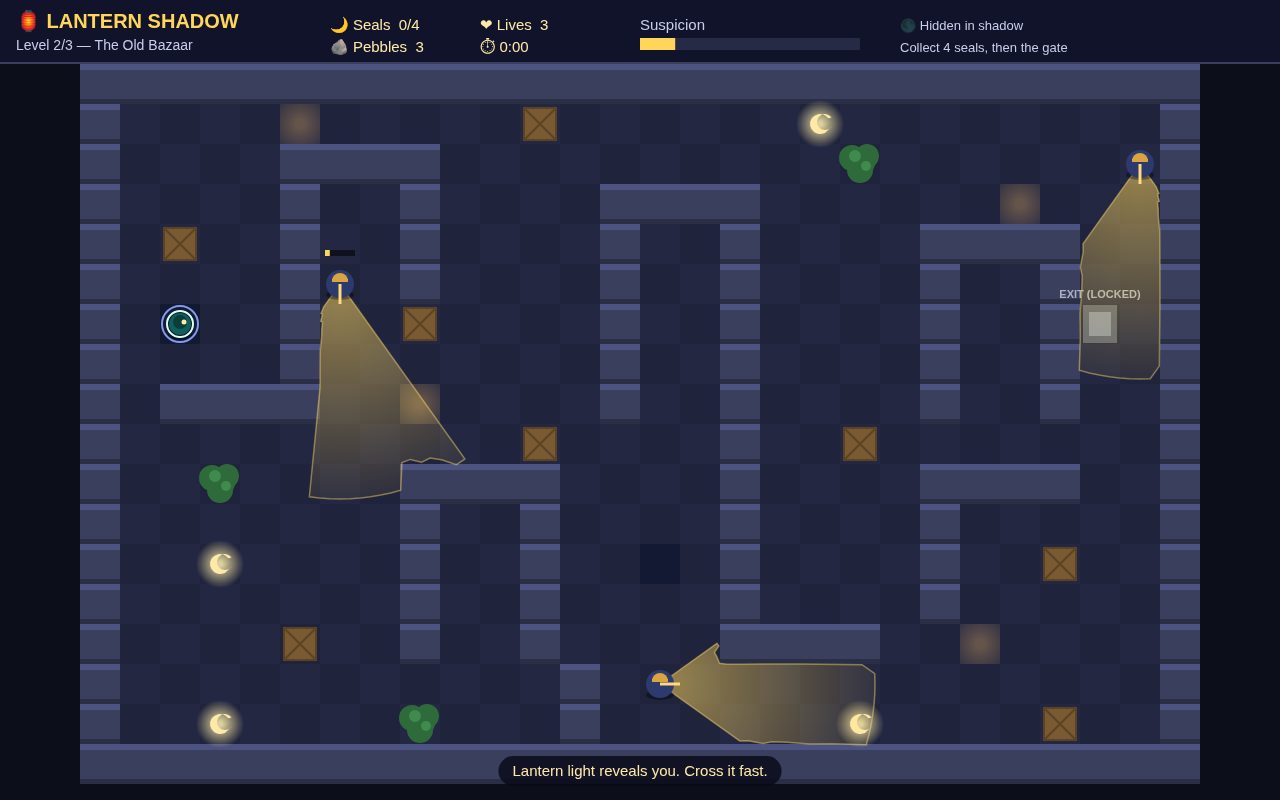 LANTERN SHADOW
Level 2/3 — The Old Bazaar
Seals 0/4
Pebbles 3
Lives 3
0:00
Suspicion
Hidden in shadow
Collect 4 seals, then the gate
EXIT (LOCKED)
Lantern light reveals you. Cross it fast.